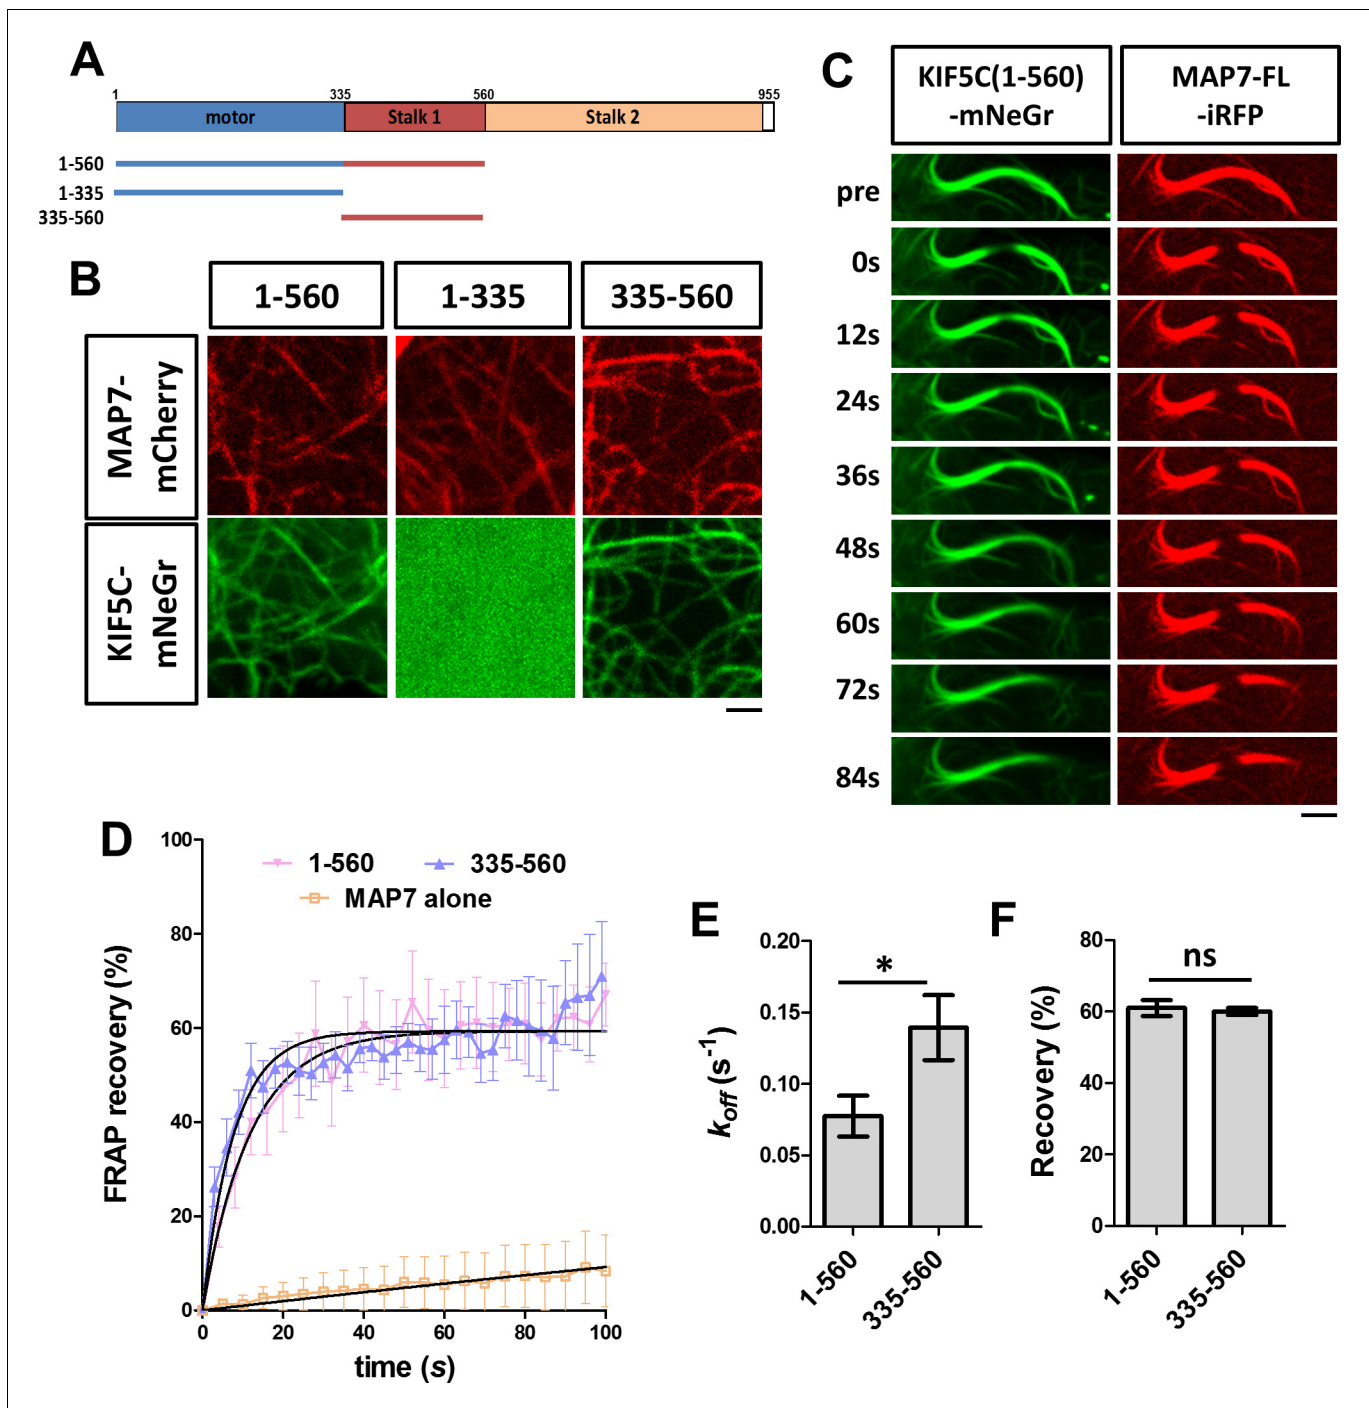 A
1 335 560 955
motor Stalk 1 Stalk 2
1-560
1-335
335-560
B
1-560 1-335 335-560
MAP7-
mCherry
KIF5C-
mNeGr
C
KIF5C(1-560)
-mNeGr
MAP7-FL
-iRFP
pre
0s
12s
24s
36s
48s
60s
72s
84s
D
100
80
60
40
20
0
FRAP recovery (%)
1-560 335-560
MAP7 alone
0 20 40 60 80 100
time (s)
E
0.20
0.15
0.10
0.05
0.00
koff (s-1)
*
1-560
335-560
F
80
60
40
20
0
Recovery (%)
ns
1-560
335-560